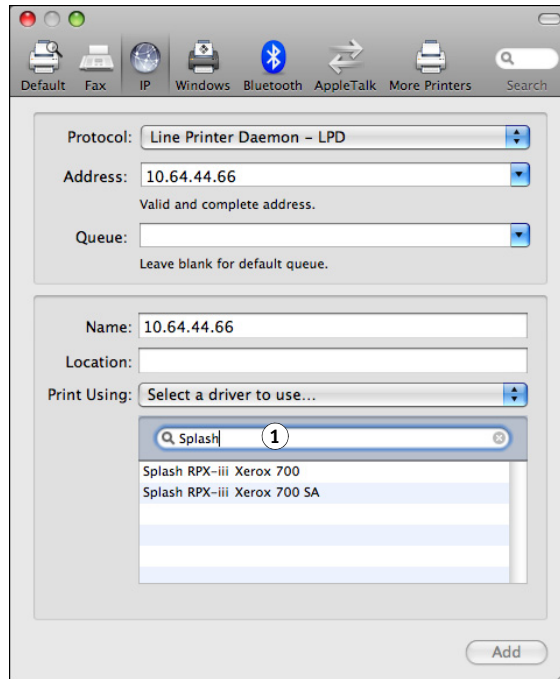 Default Fax IP Windows Bluetooth AppleTalk More Printers Search
Protocol: Line Printer Daemon – LPD
Address: 10.64.44.66
Valid and complete address.
Queue:
Leave blank for default queue.
Name: 10.64.44.66
Location:
Print Using: Select a driver to use...
Splash 1
Splash RPX-iii Xerox 700
Splash RPX-iii Xerox 700 SA
Add